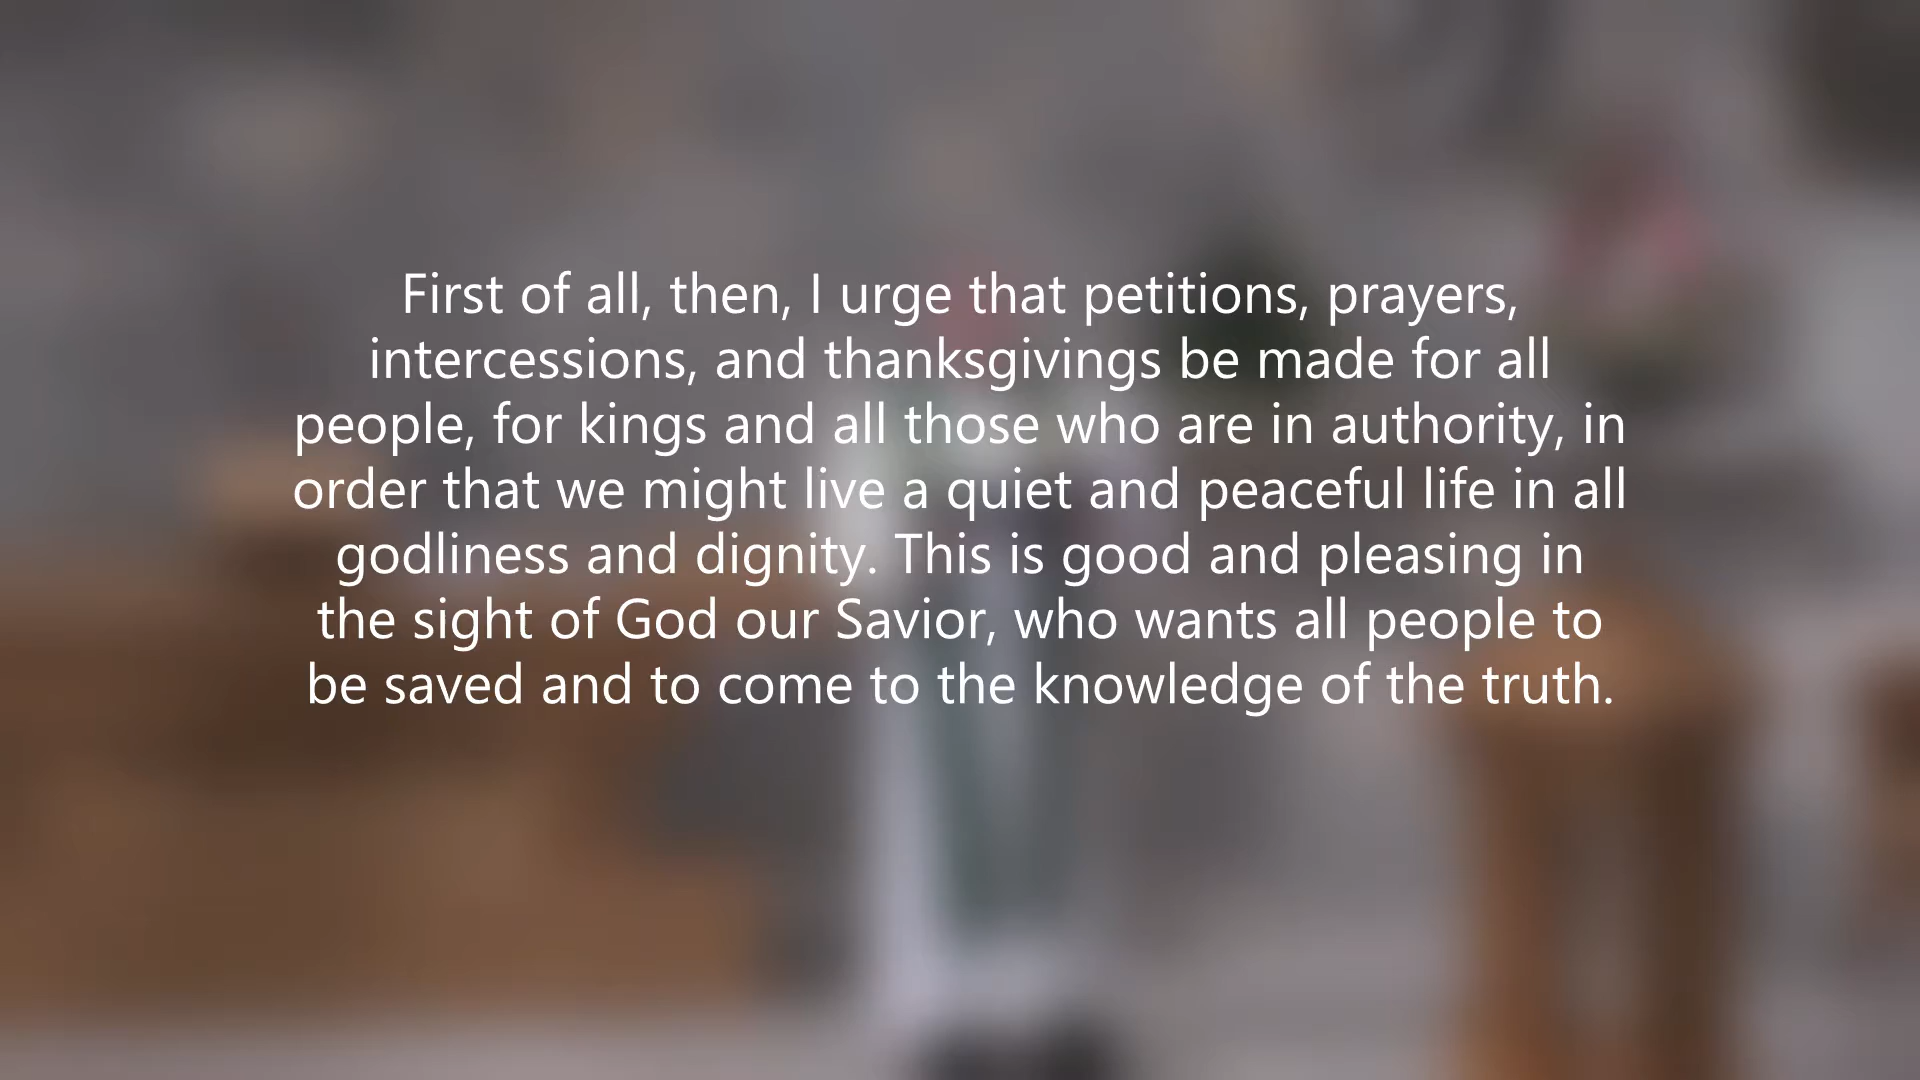 First of all, then, I urge that petitions, prayers,
intercessions, and thanksgivings be made for all
people, for kings and all those who are in authority, in
order that we might live a quiet and peaceful life in all
godliness and dignity. This is good and pleasing in
the sight of God our Savior, who wants all people to
be saved and to come to the knowledge of the truth.